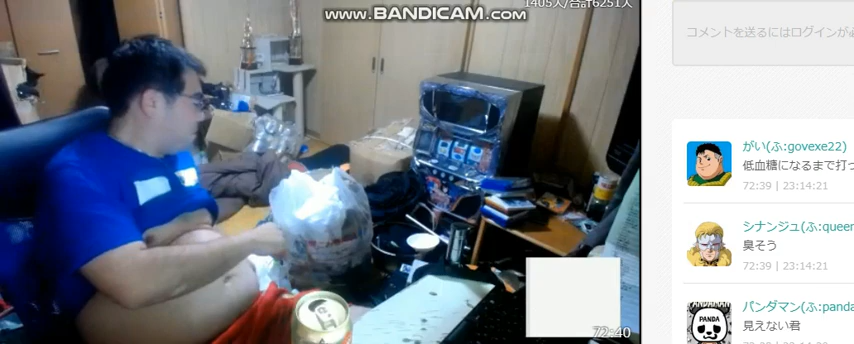 www.BANDICAM.com
1405人/合計6251人
72:40
コメントを送るにはログインが
がい(ふ:govexe22)
低血糖になるまで打っ
72:39 | 23:14:21
シナンジュ(ふ:queer
臭そう
72:39 | 23:14:21
パンダマン(ふ:panda
PANDA
見えない君